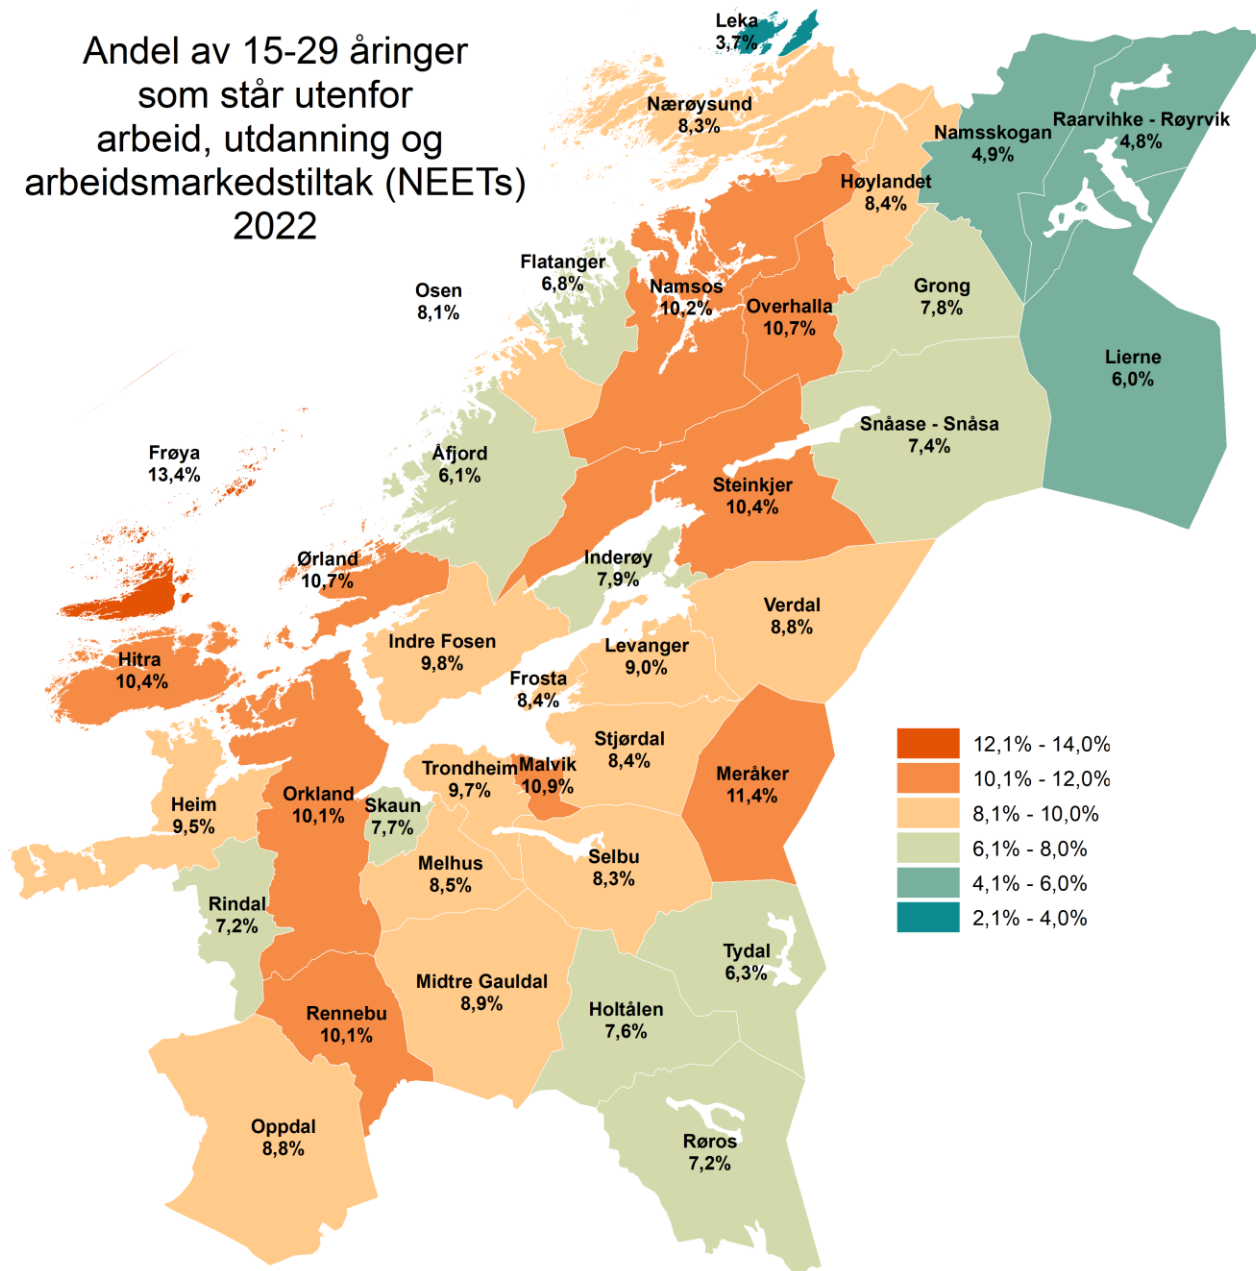 Andel av 15-29 åringer
som står utenfor
arbeid, utdanning og
arbeidsmarkedstiltak (NEETs)
2022
Leka
3,7%
Nærøysund
8,3%
Namsskogan
4,9%
Raarvihke - Røyrvik
4,8%
Høylandet
8,4%
Flatanger
6,8%
Osen
8,1%
Namsos
10,2%
Overhalla
10,7%
Grong
7,8%
Lierne
6,0%
Snåase - Snåsa
7,4%
Frøya
13,4%
Åfjord
6,1%
Steinkjer
10,4%
Ørland
10,7%
Inderøy
7,9%
Verdal
8,8%
Hitra
10,4%
Indre Fosen
9,8%
Levanger
9,0%
Frosta
8,4%
Stjørdal
8,4%
Meråker
11,4%
Trondheim
9,7%
Malvik
10,9%
Heim
9,5%
Orkland
10,1%
Skaun
7,7%
Melhus
8,5%
Selbu
8,3%
Rindal
7,2%
Tydal
6,3%
Midtre Gauldal
8,9%
Holtålen
7,6%
Rennebu
10,1%
Oppdal
8,8%
Røros
7,2%
12,1% - 14,0%
10,1% - 12,0%
8,1% - 10,0%
6,1% - 8,0%
4,1% - 6,0%
2,1% - 4,0%